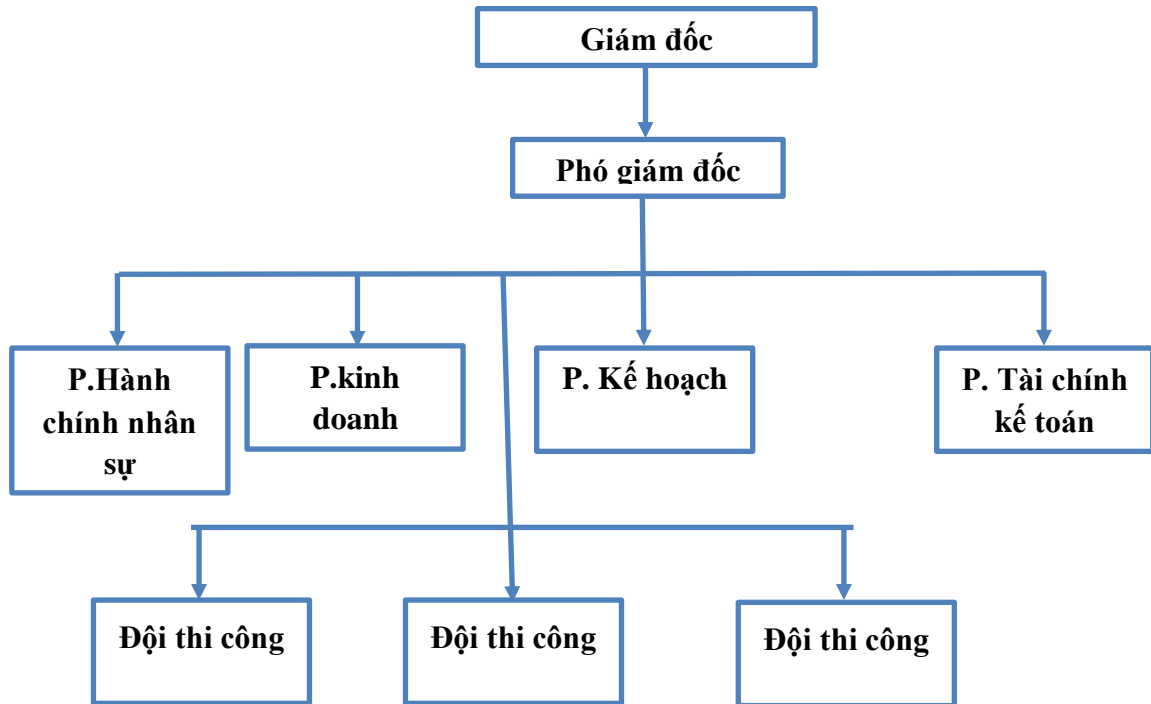 Giám đốc
Phó giám đốc
P.Hành
chính nhân
sự
P.kinh
doanh
P. Kế hoạch
P. Tài chính
kế toán
Đội thi công
Đội thi công
Đội thi công